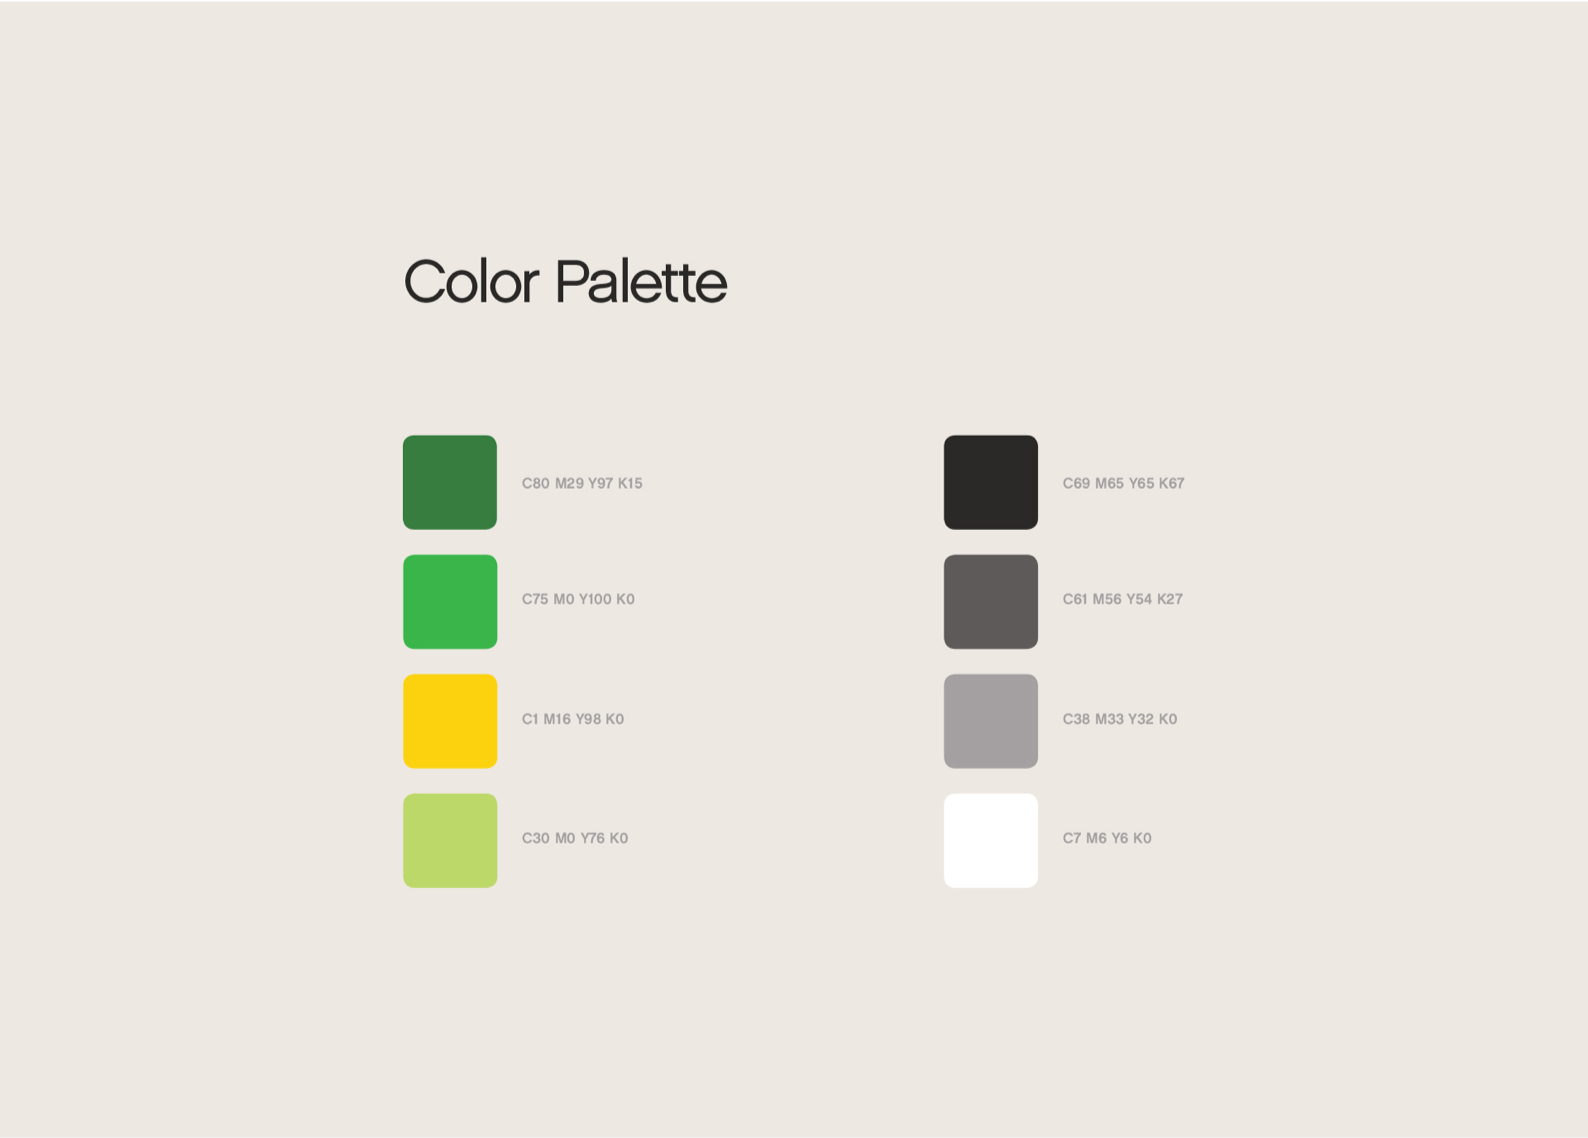 Color Palette
C80 M29 Y97 K15
C75 M0 Y100 K0
C1 M16 Y98 K0
C30 M0 Y76 K0
C69 M65 Y65 K67
C61 M56 Y54 K27
C38 M33 Y32 K0
C7 M6 Y6 K0